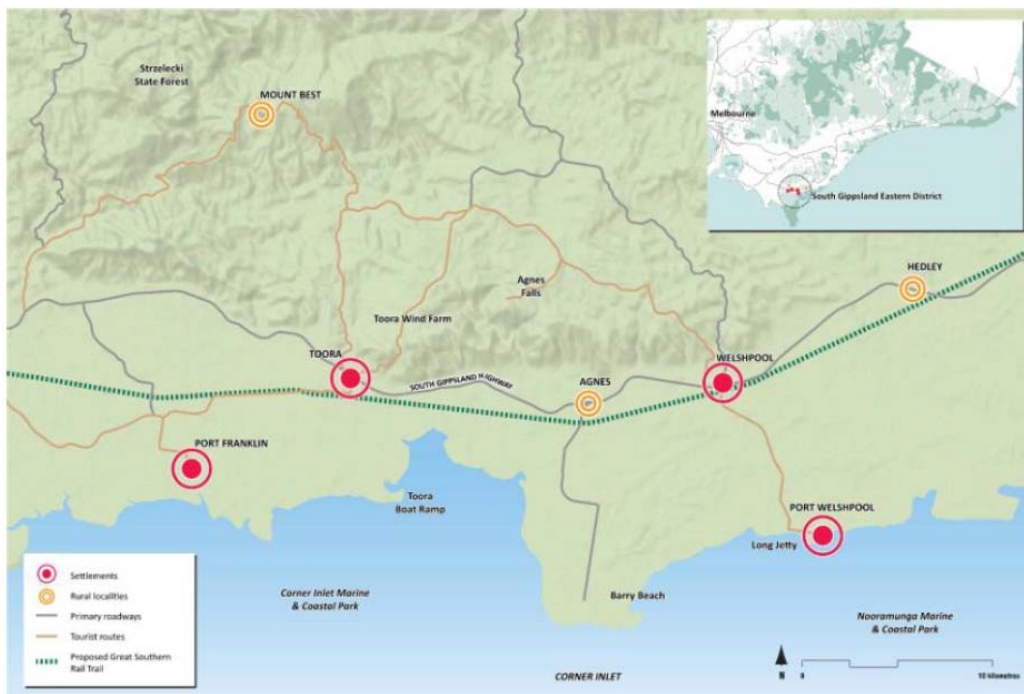 Strzelecki
State Forest
MOUNT BEST
Melbourne
South Gippsland Eastern District
HEDLEY
Agnes
Falls
Toora Wind Farm
TOORA
WELSHPOOL
SOUTH GIPPSLAND HIGHWAY
AGNES
PORT FRANKLIN
Toora
Boat Ramp
PORT WELSHPOOL
Long Jetty
Settlements
Rural localities
Primary roadways
Tourist routes
Proposed Great Southern
Rail Trail
Corner Inlet Marine
& Coastal Park
Barry Beach
Nooramunga Marine
& Coastal Park
CORNER INLET
N
0
10 kilometres